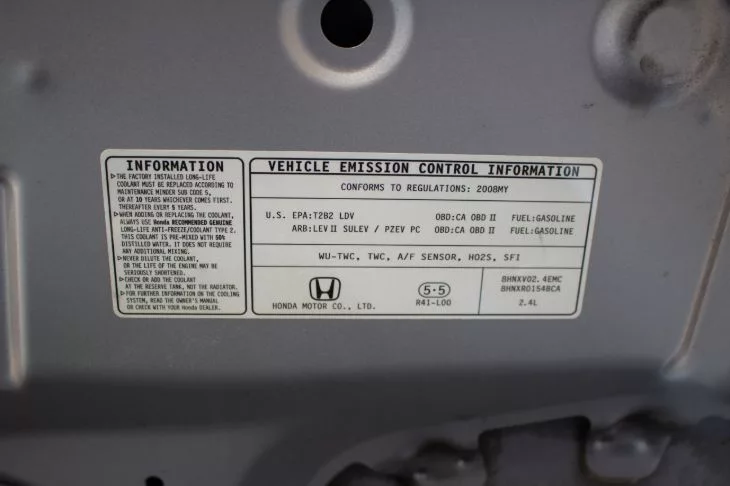 INFORMATION
▷THE FACTORY INSTALLED LONG-LIFE
COOLANT MUST BE REPLACED ACCORDING TO
MAINTENANCE MINDER SUB CODE 5,
OR AT 10 YEARS WHICHEVER COMES FIRST.
THEREAFTER EVERY 5 YEARS.
▷WHEN ADDING OR REPLACING THE COOLANT,
ALWAYS USE Honda RECOMMENDED GENUINE
LONG-LIFE ANTI-FREEZE/COOLANT TYPE 2.
THIS COOLANT IS PRE-MIXED WITH 50%
DISTILLED WATER. IT DOES NOT REQUIRE
ANY ADDITIONAL MIXING.
▷NEVER DILUTE THE COOLANT,
OR THE LIFE OF THE ENGINE MAY BE
SERIOUSLY SHORTENED.
▷CHECK OR ADD THE COOLANT
AT THE RESERVE TANK, NOT THE RADIATOR.
▷FOR FURTHER INFORMATION ON THE COOLING
SYSTEM, READ THE OWNER'S MANUAL
OR CHECK WITH YOUR Honda DEALER.
VEHICLE EMISSION CONTROL INFORMATION
CONFORMS TO REGULATIONS: 2008MY
U.S. EPA:T2B2 LDV OBD:CA OBD II FUEL:GASOLINE
ARB:LEV II SULEV / PZEV PC OBD:CA OBD II FUEL:GASOLINE
WU-TWC, TWC, A/F SENSOR, HO2S, SFI
HONDA MOTOR CO., LTD.
5·5
R41-L00
8HNXV02.4EMC
8HNXR0154BCA
2.4L